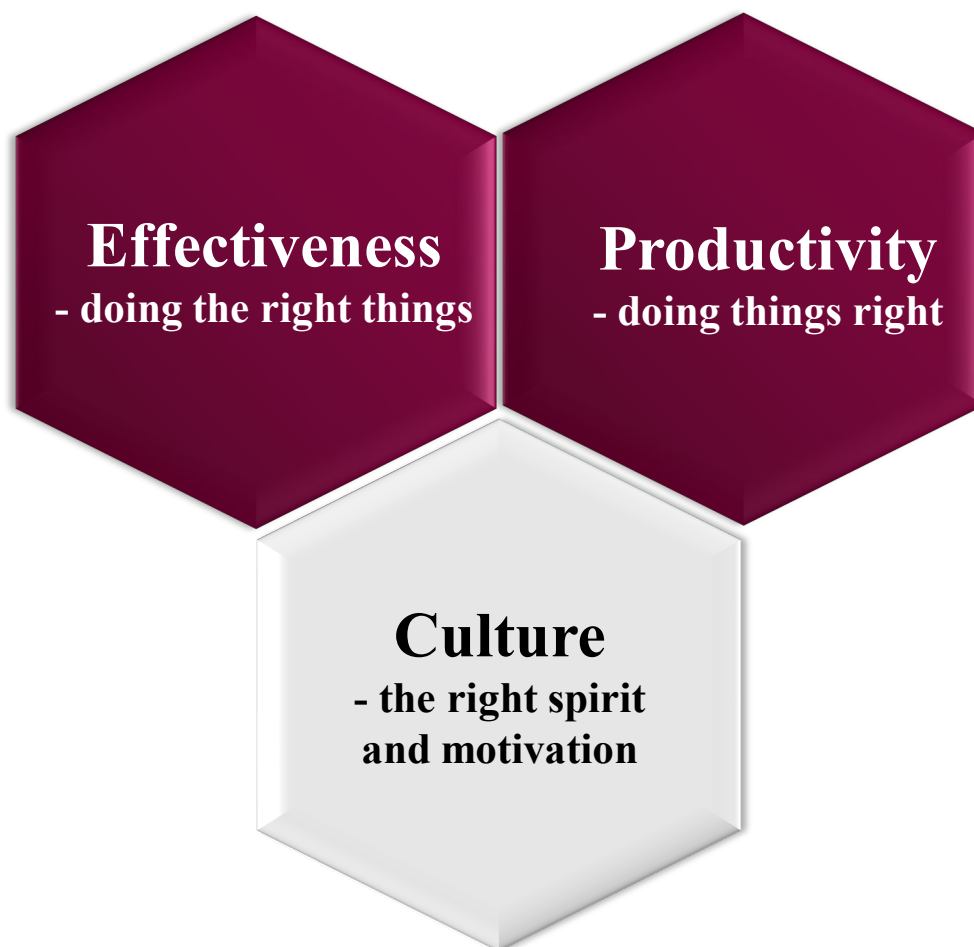 Effectiveness
- doing the right things
Productivity
- doing things right
Culture
- the right spirit
and motivation